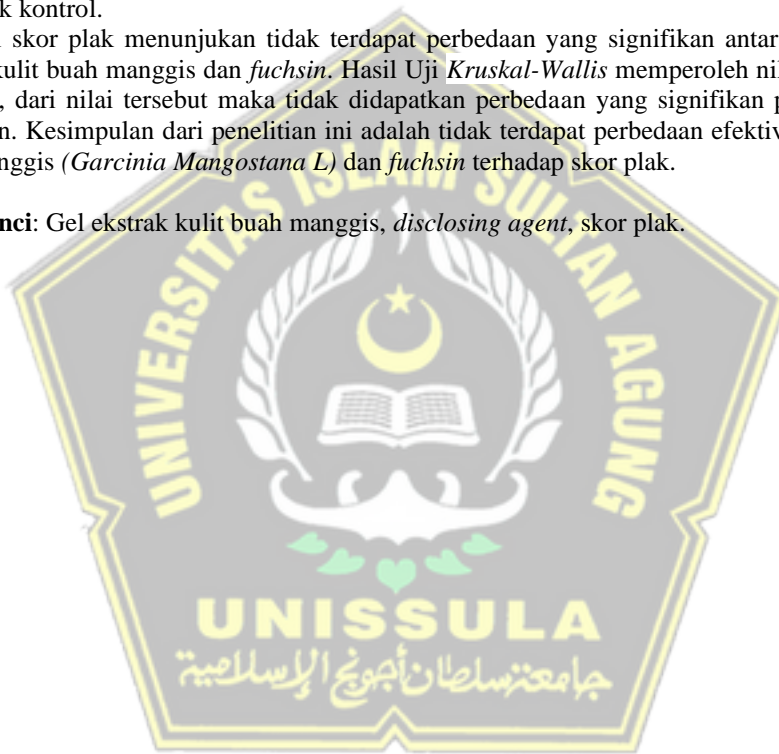 k kontrol.
skor plak menunjukan tidak terdapat perbedaan yang signifikan antar
kulit buah manggis dan fuchsin. Hasil Uji Kruskal-Wallis memperoleh nil
, dari nilai tersebut maka tidak didapatkan perbedaan yang signifikan p
n. Kesimpulan dari penelitian ini adalah tidak terdapat perbedaan efektiv
nggis (Garcinia Mangostana L) dan fuchsin terhadap skor plak.
nci: Gel ekstrak kulit buah manggis, disclosing agent, skor plak.
UNIVERSITAS ISLAM SULTAN AGUNG
UNISSULA
جامعتسلطان أجونج الإسلامية